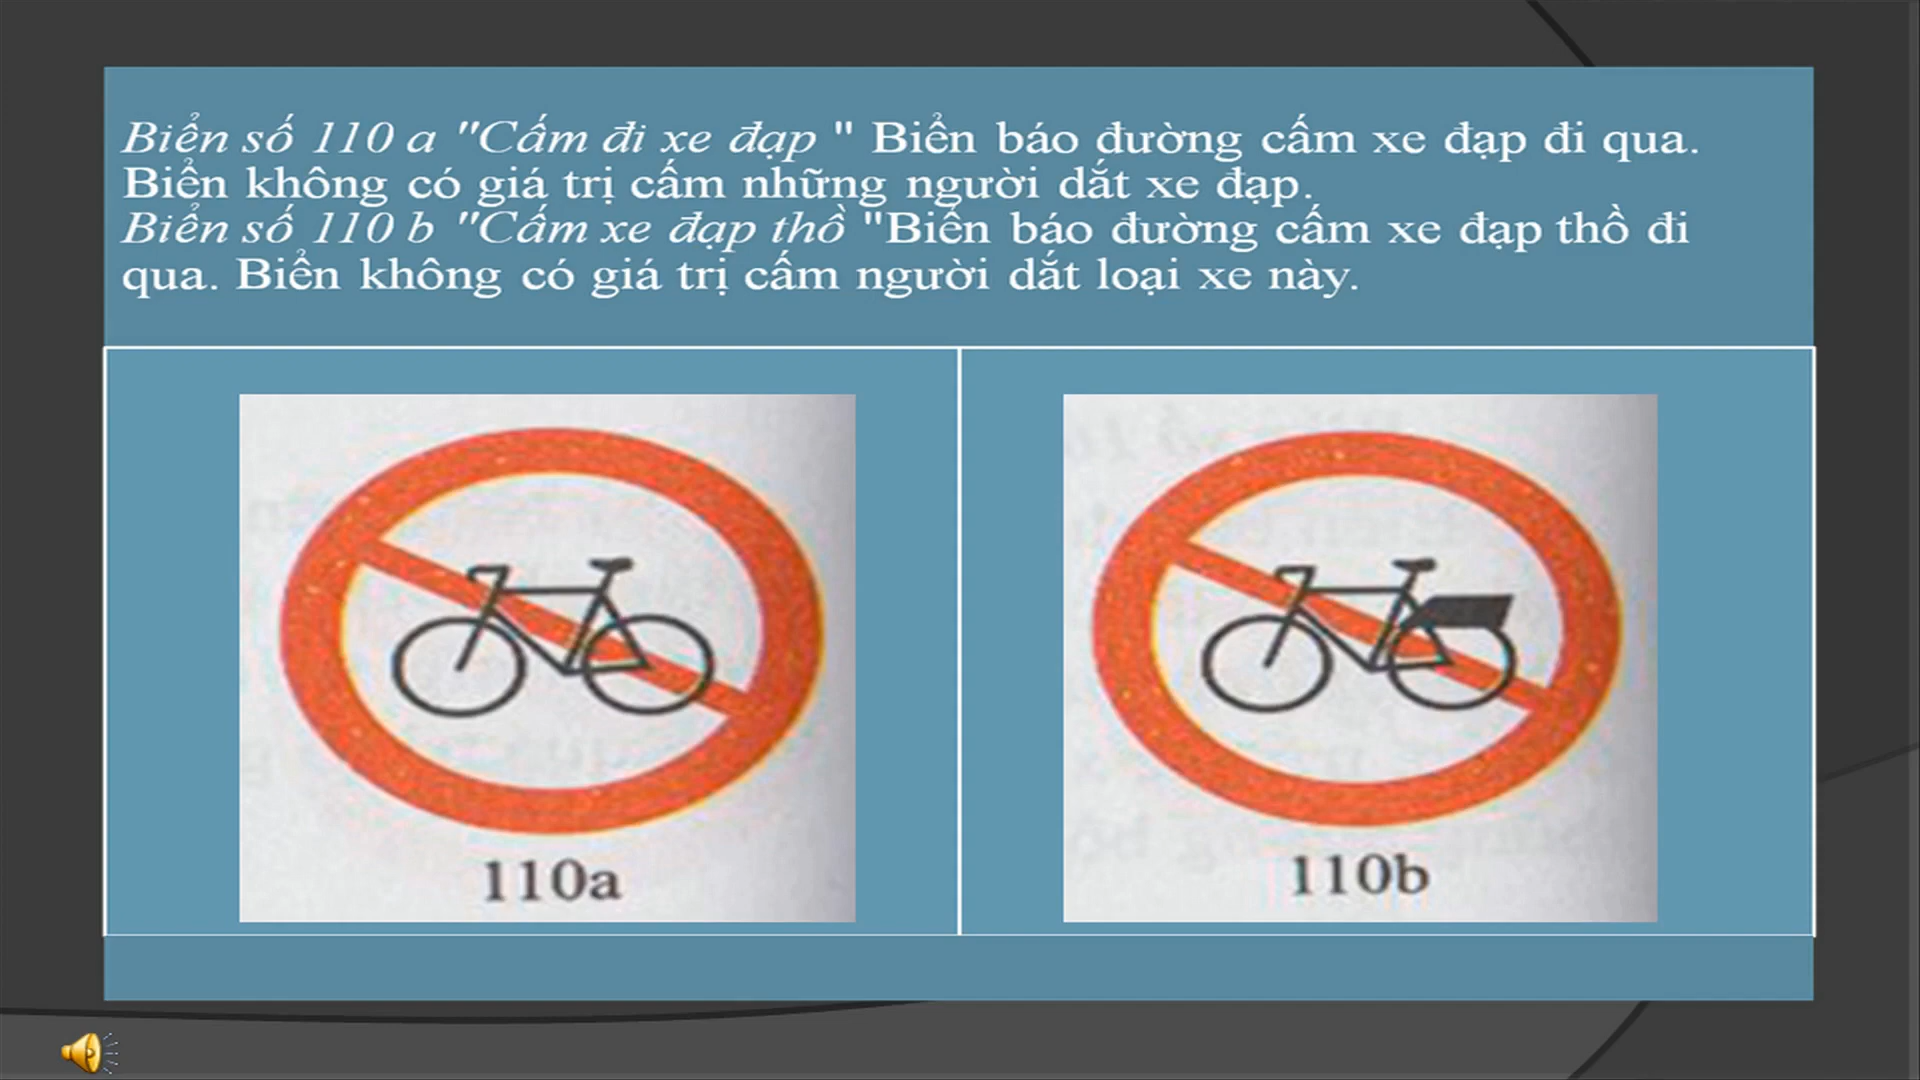 Biển số 110 a "Cấm đi xe đạp " Biển báo đường cấm xe đạp đi qua.
Biển không có giá trị cấm những người dắt xe đạp.
Biển số 110 b "Cấm xe đạp thồ "Biển báo đường cấm xe đạp thồ đi
qua. Biển không có giá trị cấm người dắt loại xe này.
110a
110b